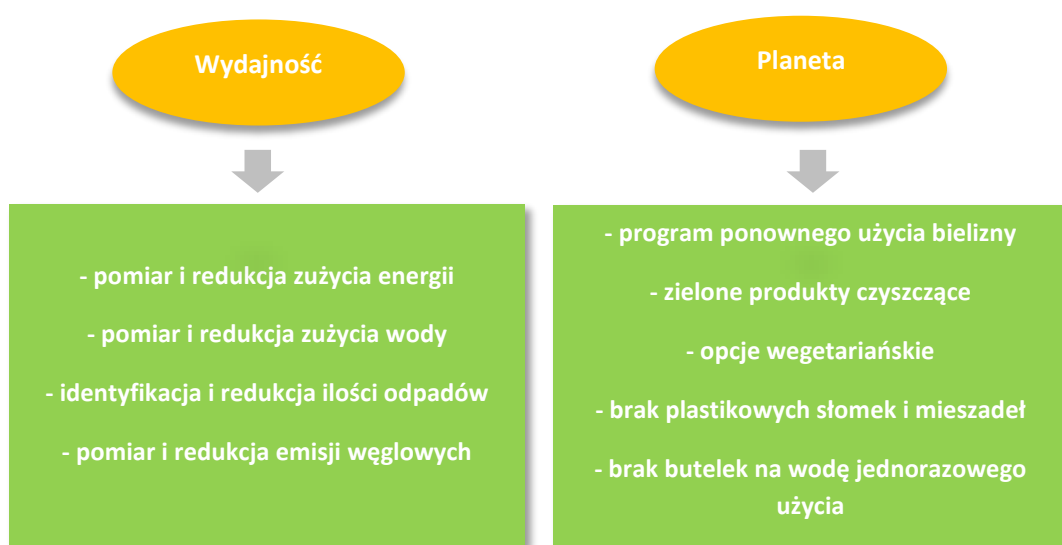 Wydajność
- pomiar i redukcja zużycia energii
- pomiar i redukcja zużycia wody
- identyfikacja i redukcja ilości odpadów
- pomiar i redukcja emisji węglowych
Planeta
- program ponownego użycia bielizny
- zielone produkty czyszczące
- opcje wegetariańskie
- brak plastikowych słomek i mieszadeł
- brak butelek na wodę jednorazowego
użycia